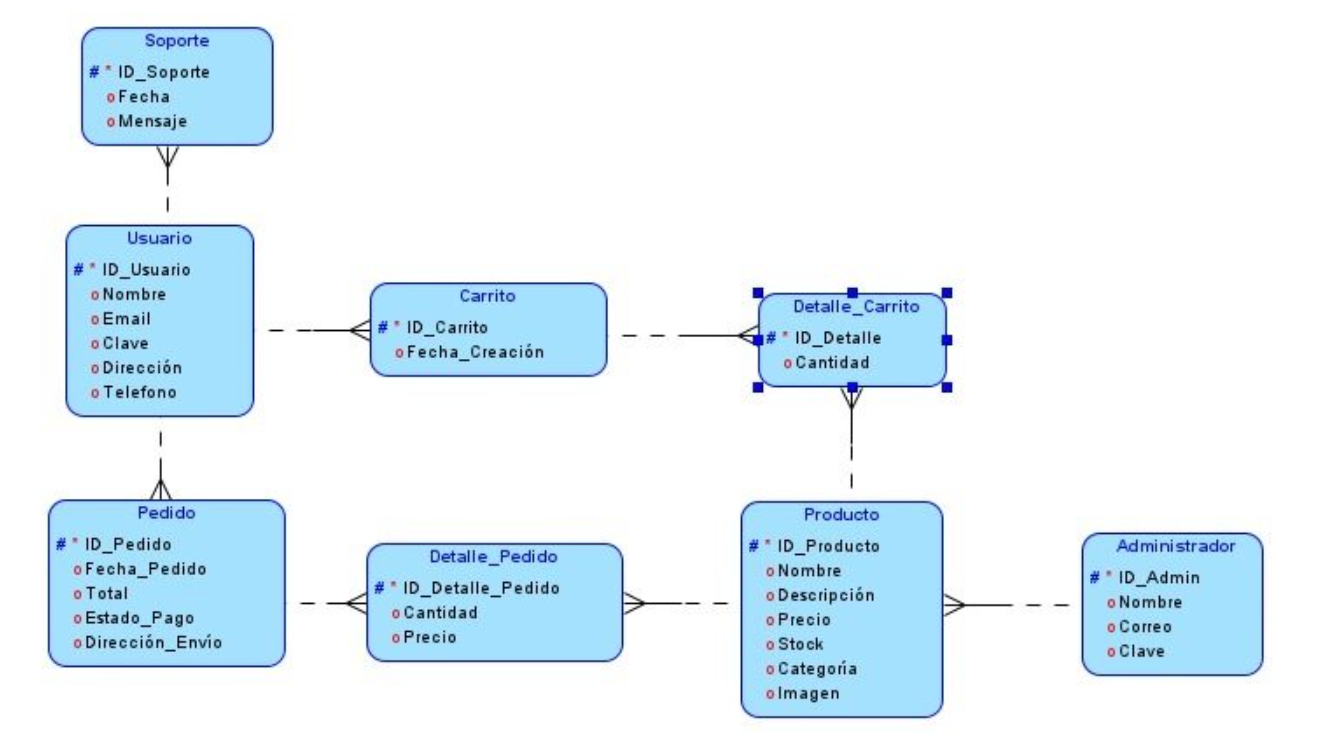 Soporte
# * ID_Soporte
o Fecha
o Mensaje
Usuario
# * ID_Usuario
o Nombre
o Email
o Clave
o Dirección
o Telefono
Carrito
# * ID_Carrito
o Fecha_Creación
Detalle_Carrito
# * ID_Detalle
o Cantidad
Pedido
# * ID_Pedido
o Fecha_Pedido
o Total
o Estado_Pago
o Dirección_Envío
Detalle_Pedido
# * ID_Detalle_Pedido
o Cantidad
o Precio
Producto
# * ID_Producto
o Nombre
o Descripción
o Precio
o Stock
o Categoría
o Imagen
Administrador
# * ID_Admin
o Nombre
o Correo
o Clave